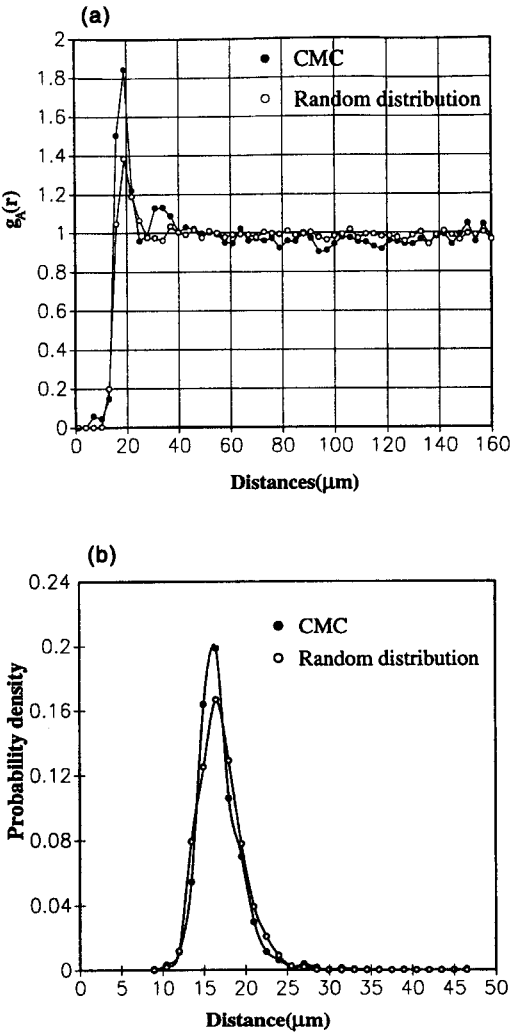 (a)
2
1.8
1.6
1.4
1.2
1
0.8
0.6
0.4
0.2
0
g_A(r)
CMC
Random distribution
0 20 40 60 80 100 120 140 160
Distances(μm)
(b)
0.24
0.2
0.16
0.12
0.08
0.04
0
Probability density
CMC
Random distribution
0 5 10 15 20 25 30 35 40 45 50
Distance(μm)